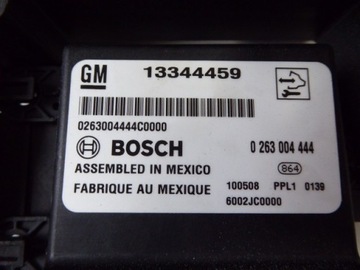 GM 13344459
0263004444C0000
BOSCH 0 263 004 444
ASSEMBLED IN MEXICO 864
FABRIQUE AU MEXIQUE 100508 PPL1 0139
6002JC0000